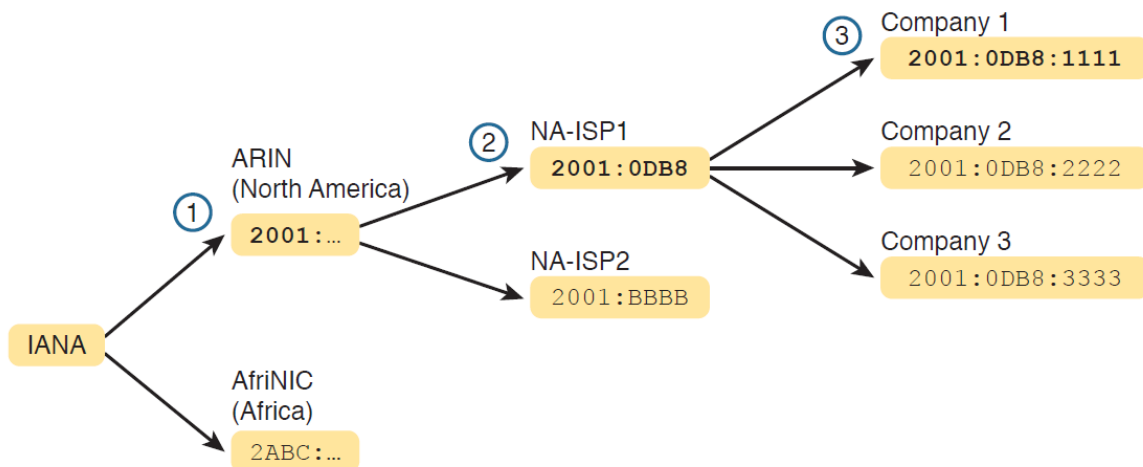 IANA
1
ARIN
(North America)
2001:…
AfriNIC
(Africa)
2ABC:…
2
NA-ISP1
2001:0DB8
NA-ISP2
2001:BBBB
3
Company 1
2001:0DB8:1111
Company 2
2001:0DB8:2222
Company 3
2001:0DB8:3333